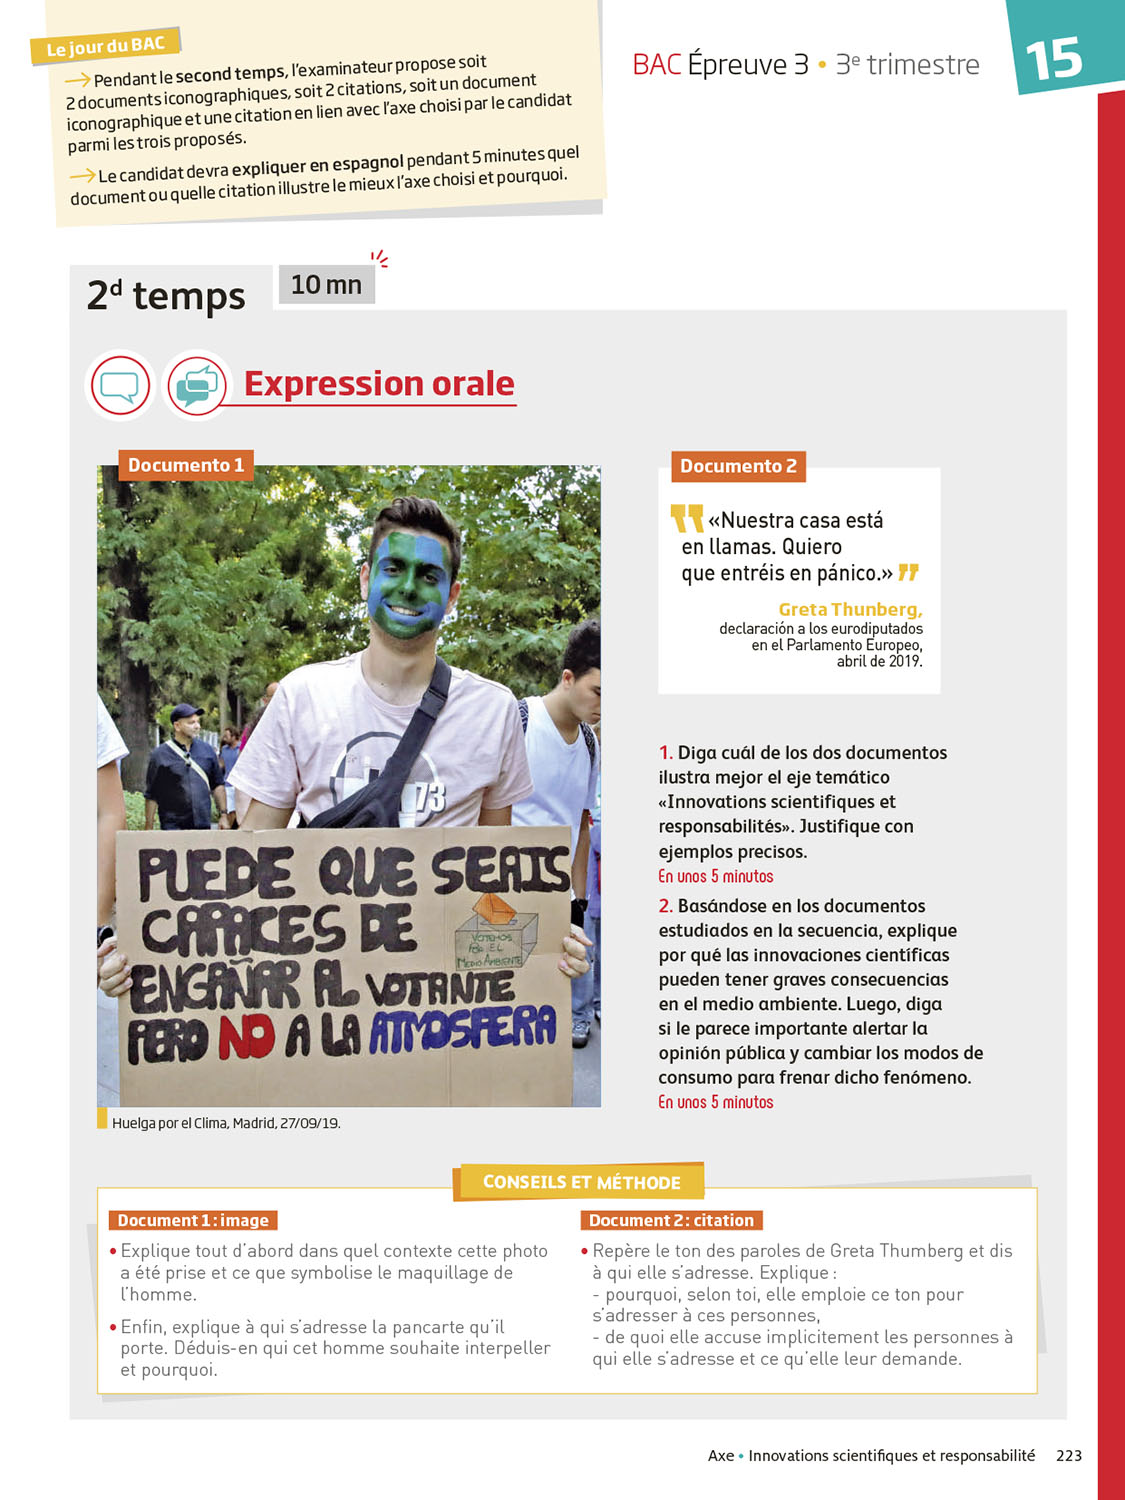 Le jour du BAC
Pendant le second temps, l'examinateur propose soit
2 documents iconographiques, soit 2 citations, soit un document
iconographique et une citation en lien avec l'axe choisi par le candidat
parmi les trois proposés.
Le candidat devra expliquer en espagnol pendant 5 minutes quel
document ou quelle citation illustre le mieux l'axe choisi et pourquoi.
BAC Épreuve 3 • 3e trimestre
15
2d temps
10 mn
Expression orale
Documento 1
PUEDE QUE SEAIS
CAPACES DE
VOTEMOS
POR EL
MEDIO AMBIENTE
ENGAÑAR AL VOTANTE
PERO NO A LA ATMOSFERA
73
Huelga por el Clima, Madrid, 27/09/19.
Documento 2
«Nuestra casa está
en llamas. Quiero
que entréis en pánico.»
Greta Thunberg,
declaración a los eurodiputados
en el Parlamento Europeo,
abril de 2019.
1. Diga cuál de los dos documentos
ilustra mejor el eje temático
«Innovations scientifiques et
responsabilités». Justifique con
ejemplos precisos.
En unos 5 minutos
2. Basándose en los documentos
estudiados en la secuencia, explique
por qué las innovaciones científicas
pueden tener graves consecuencias
en el medio ambiente. Luego, diga
si le parece importante alertar la
opinión pública y cambiar los modos de
consumo para frenar dicho fenómeno.
En unos 5 minutos
CONSEILS ET MÉTHODE
Document 1 : image
• Explique tout d'abord dans quel contexte cette photo
a été prise et ce que symbolise le maquillage de
l'homme.
• Enfin, explique à qui s'adresse la pancarte qu'il
porte. Déduis-en qui cet homme souhaite interpeller
et pourquoi.
Document 2 : citation
• Repère le ton des paroles de Greta Thumberg et dis
à qui elle s'adresse. Explique :
- pourquoi, selon toi, elle emploie ce ton pour
s'adresser à ces personnes,
- de quoi elle accuse implicitement les personnes à
qui elle s'adresse et ce qu'elle leur demande.
Axe • Innovations scientifiques et responsabilité 223